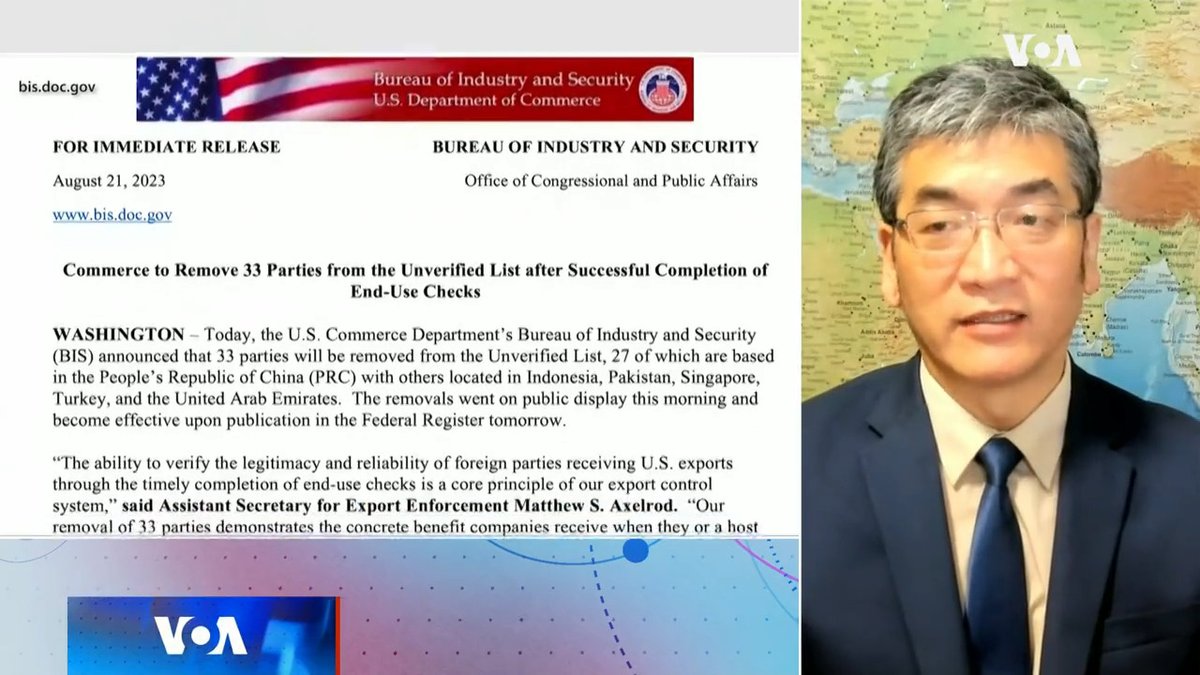 bis.doc.gov
Bureau of Industry and Security
U.S. Department of Commerce
FOR IMMEDIATE RELEASE
BUREAU OF INDUSTRY AND SECURITY
August 21, 2023
Office of Congressional and Public Affairs
www.bis.doc.gov
Commerce to Remove 33 Parties from the Unverified List after Successful Completion of
End-Use Checks
WASHINGTON – Today, the U.S. Commerce Department’s Bureau of Industry and Security
(BIS) announced that 33 parties will be removed from the Unverified List, 27 of which are based
in the People’s Republic of China (PRC) with others located in Indonesia, Pakistan, Singapore,
Turkey, and the United Arab Emirates. The removals went on public display this morning and
become effective upon publication in the Federal Register tomorrow.
“The ability to verify the legitimacy and reliability of foreign parties receiving U.S. exports
through the timely completion of end-use checks is a core principle of our export control
system,” said Assistant Secretary for Export Enforcement Matthew S. Axelrod. “Our
removal of 33 parties demonstrates the concrete benefit companies receive when they or a host
VOA
VOA
Colombo